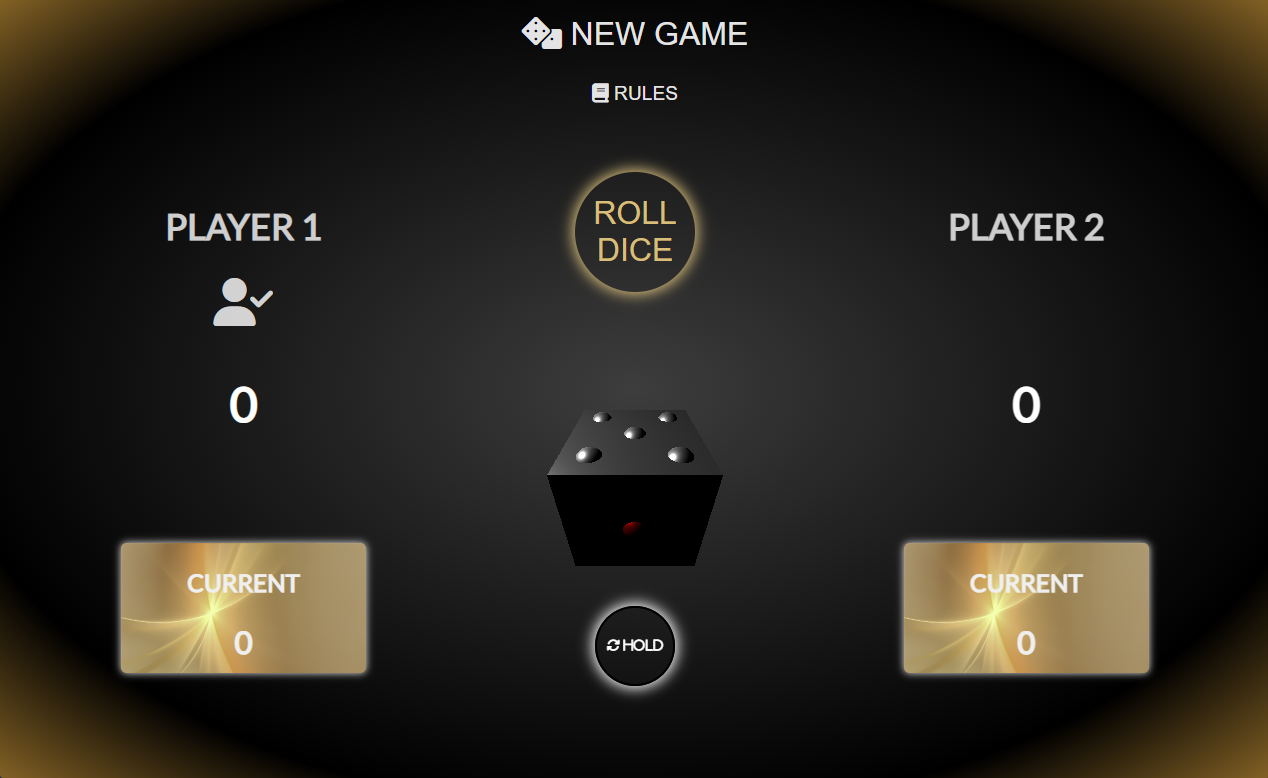 NEW GAME
RULES
ROLL
DICE
PLAYER 1
PLAYER 2
0
0
CURRENT
0
CURRENT
0
HOLD